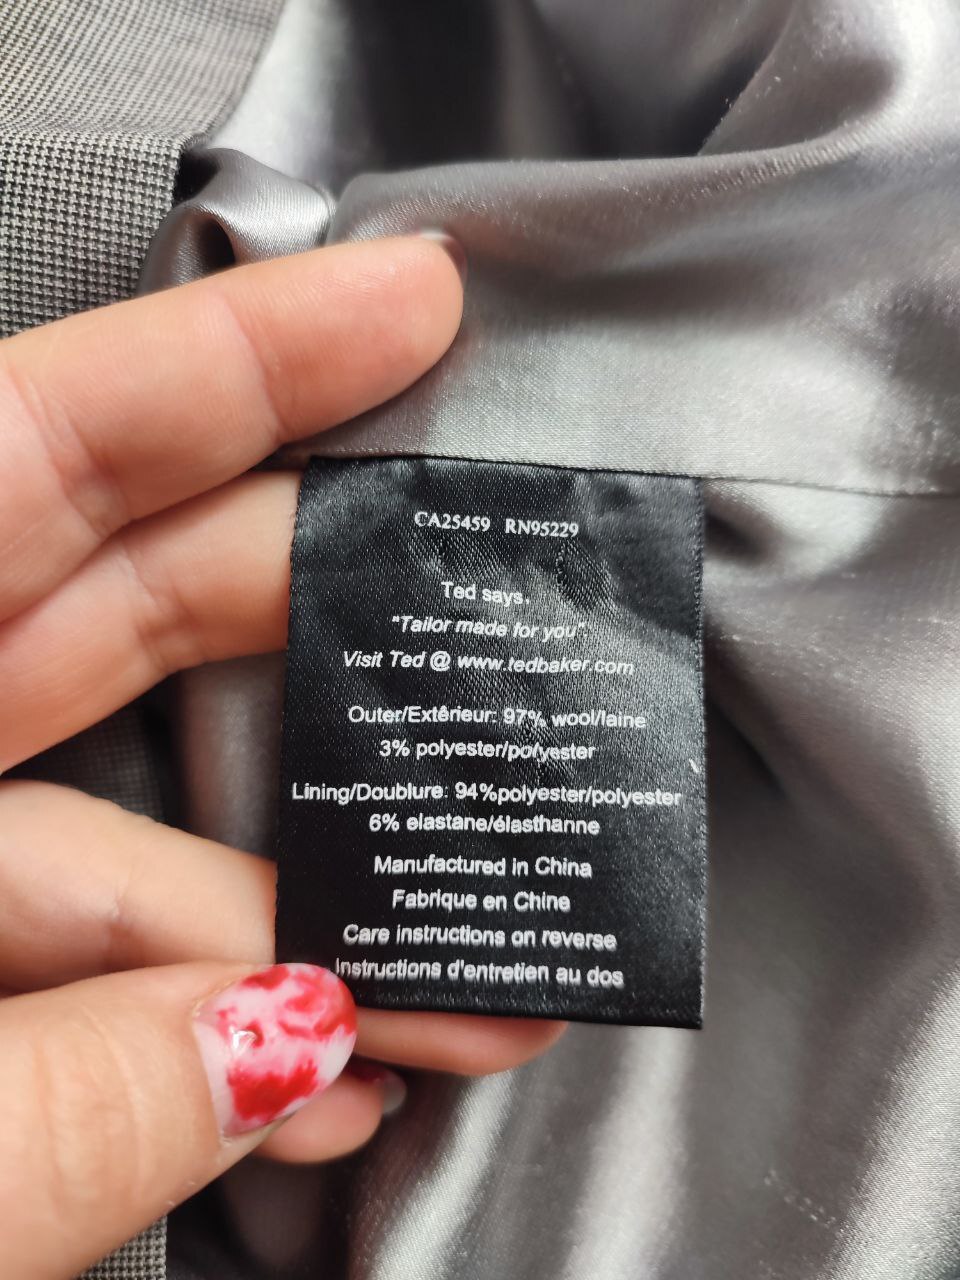 CA25459 RN95229
Ted says,
"Tailor made for you".
Visit Ted @ www.tedbaker.com
Outer/Extérieur: 97% wool/laine
3% polyester/polyester
Lining/Doublure: 94%polyester/polyester
6% elastane/élasthanne
Manufactured in China
Fabrique en Chine
Care instructions on reverse
Instructions d'entretien au dos